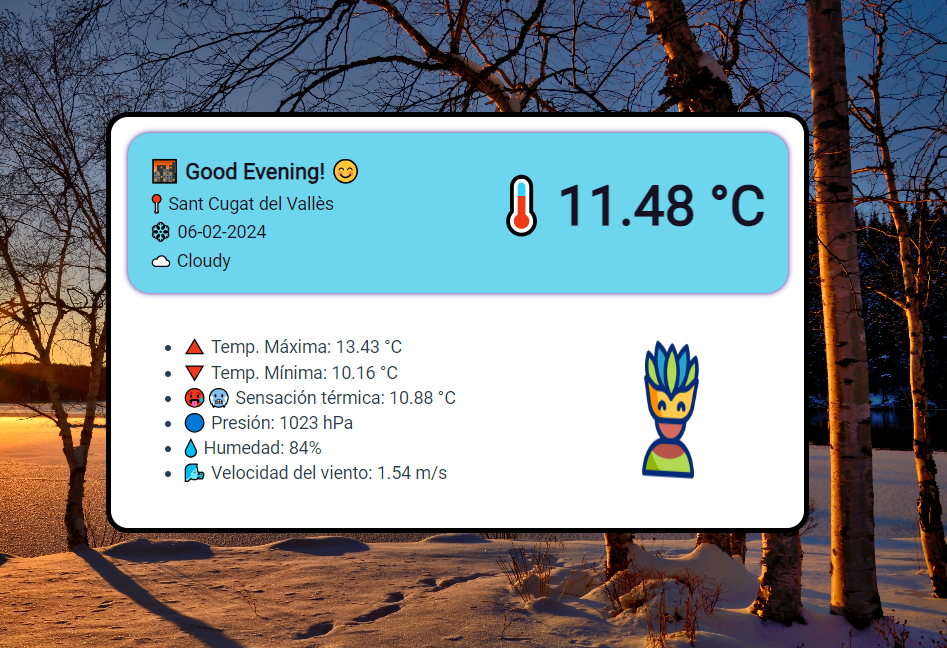 Good Evening!
Sant Cugat del Vallès
06-02-2024
Cloudy
11.48 °C
Temp. Máxima: 13.43 °C
Temp. Mínima: 10.16 °C
Sensación térmica: 10.88 °C
Presión: 1023 hPa
Humedad: 84%
Velocidad del viento: 1.54 m/s